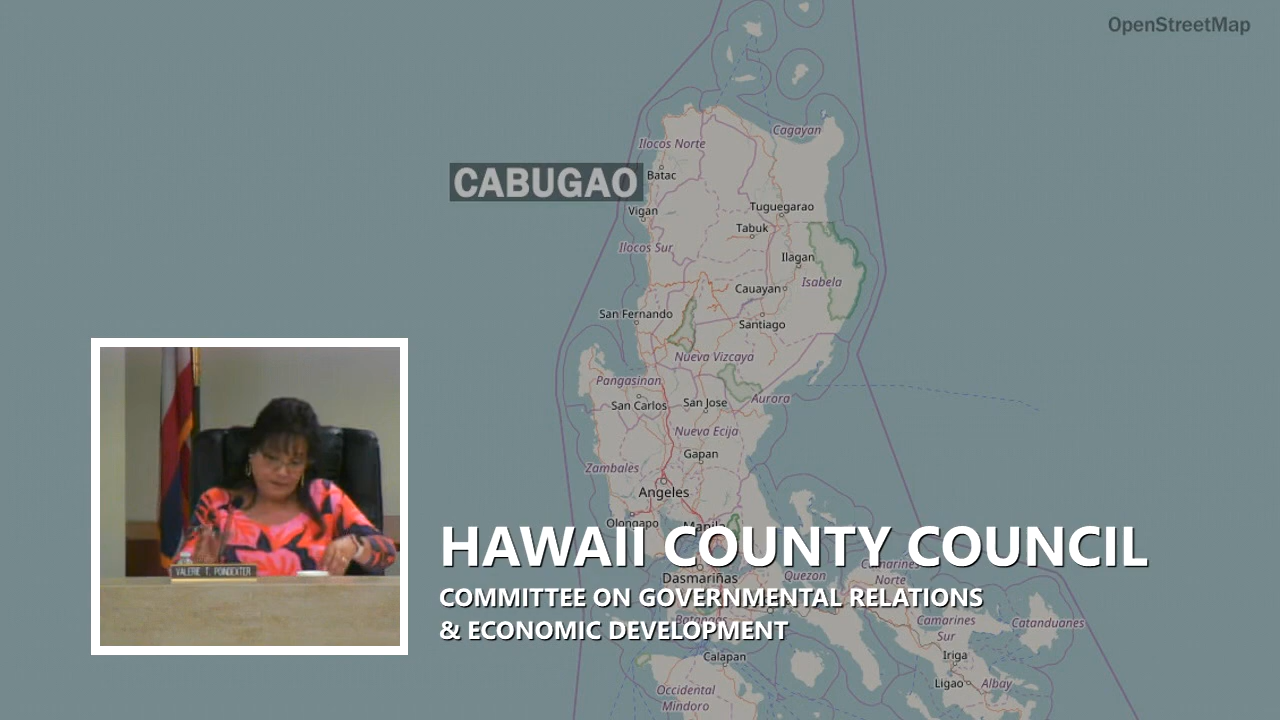 OpenStreetMap
Cagayan
Ilocos Norte
CABUGAO
Batac
Vigan
Tuguegarao
Tabuk
Ilocos Sur
Ilagan
Isabela
Cauayan
San Fernando
Santiago
Nueva Vizcaya
Pangasinan
Aurora
San Carlos
San Jose
Nueva Ecija
Gapan
Zambales
Angeles
Olongapo
Manila
HAWAII COUNTY COUNCIL
Camarines
Norte
Quezon
Dasmariñas
COMMITTEE ON GOVERNMENTAL RELATIONS
Batangas
Camarines
Sur
Catanduanes
& ECONOMIC DEVELOPMENT
Calapan
Iriga
Ligao
Albay
Occidental
Mindoro
VALERIE T. POINDEXTER